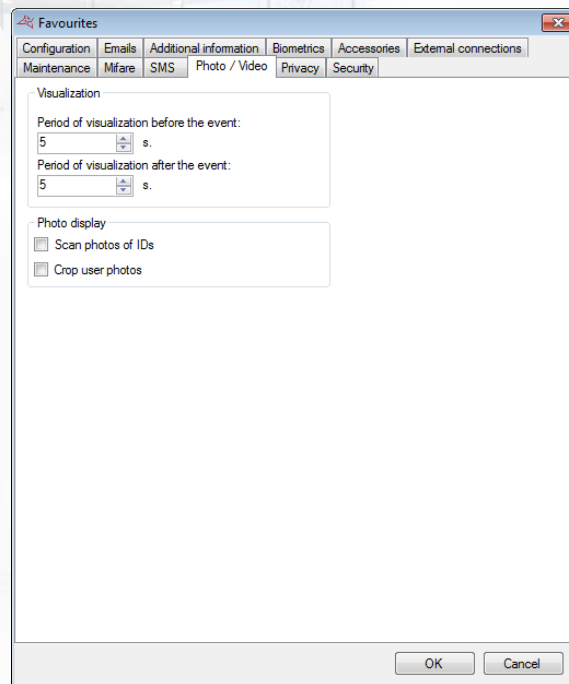 Favourites
Configuration Emails Additional information Biometrics Accessories External connections
Maintenance Mifare SMS Photo / Video Privacy Security
Visualization
Period of visualization before the event:
5 s.
Period of visualization after the event:
5 s.
Photo display
Scan photos of IDs
Crop user photos
OK Cancel